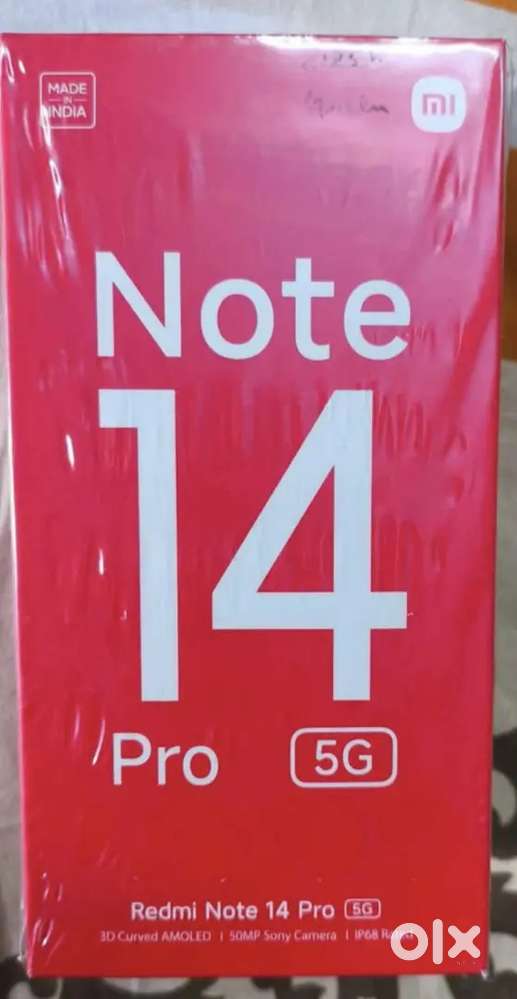 MADE
IN
INDIA
mi
Note
14
Pro 5G
Redmi Note 14 Pro 5G
3D Curved AMOLED | 50MP Sony Camera | IP68 Rated
olx